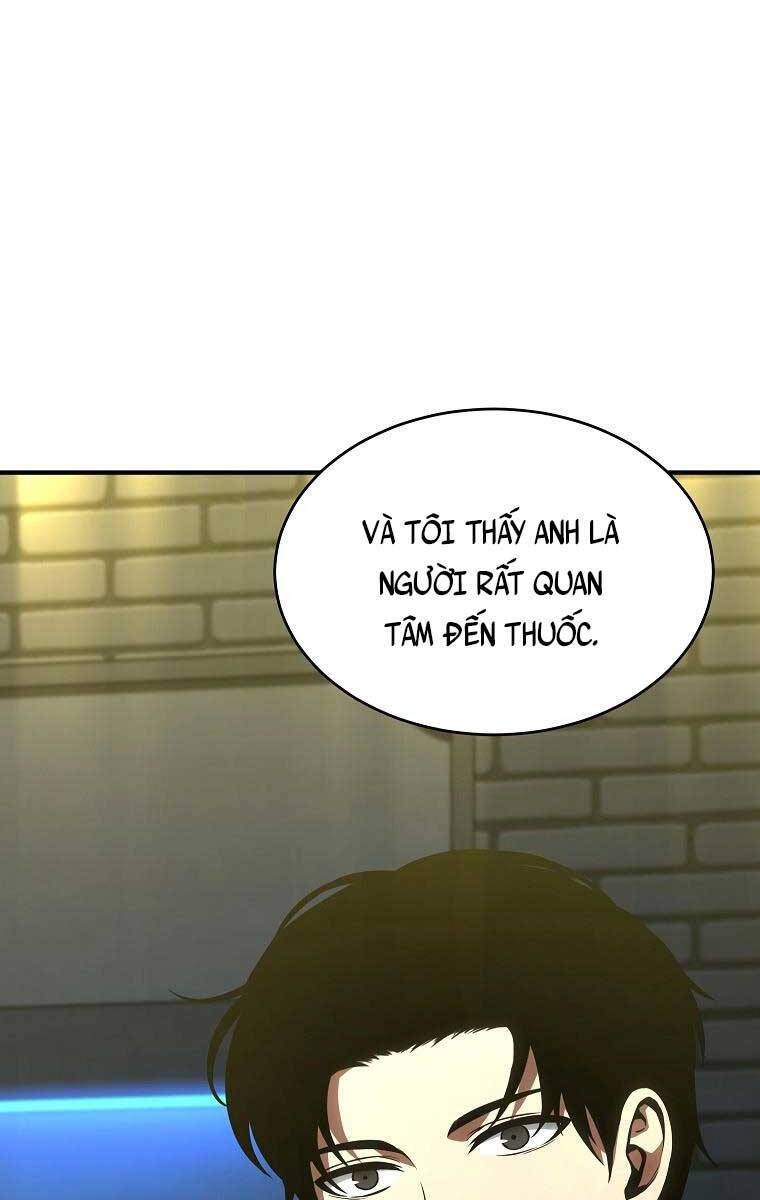 VÀ TÔI THẤY ANH LÀ
NGƯỜI RẤT QUAN
TÂM ĐẾN THUỐC.